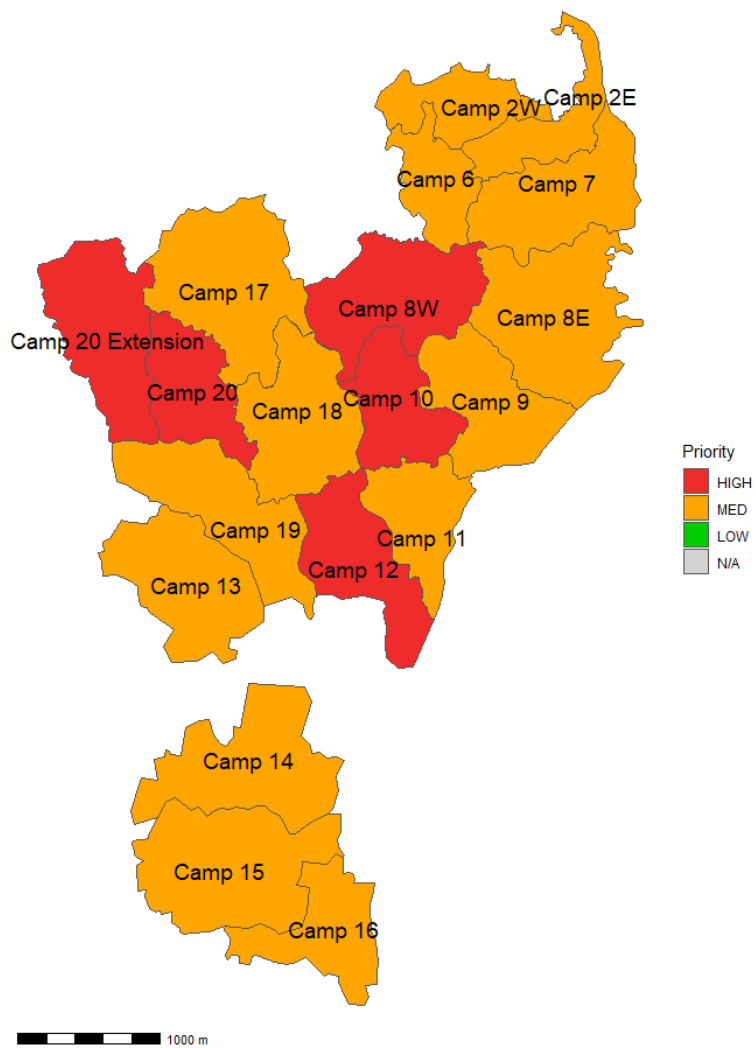 Camp 2E
Camp 2W
Camp 6
Camp 7
Camp 17
Camp 8W
Camp 8E
Camp 20 Extension
Camp 20
Camp 10
Camp 9
Camp 18
Camp 19
Camp 11
Camp 12
Camp 13
Priority
HIGH
MED
LOW
N/A
Camp 14
Camp 15
Camp 16
1000 m